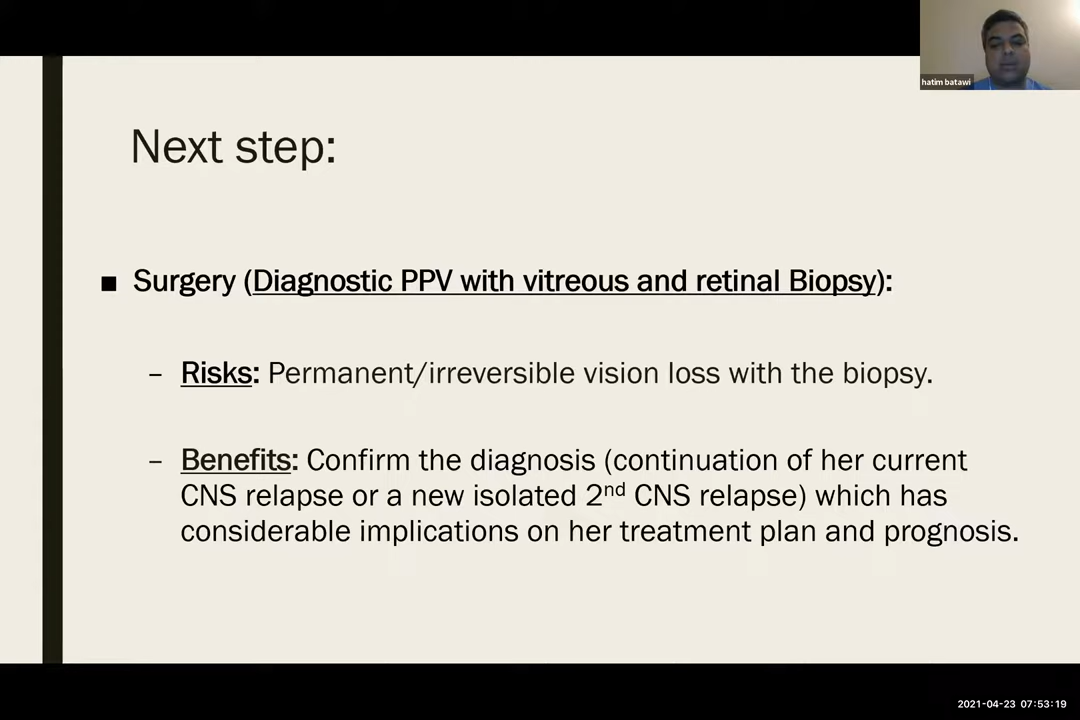 hatim batawi
Next step:
■ Surgery (Diagnostic PPV with vitreous and retinal Biopsy):
– Risks: Permanent/irreversible vision loss with the biopsy.
– Benefits: Confirm the diagnosis (continuation of her current
CNS relapse or a new isolated 2nd CNS relapse) which has
considerable implications on her treatment plan and prognosis.
2021-04-23 07:53:19